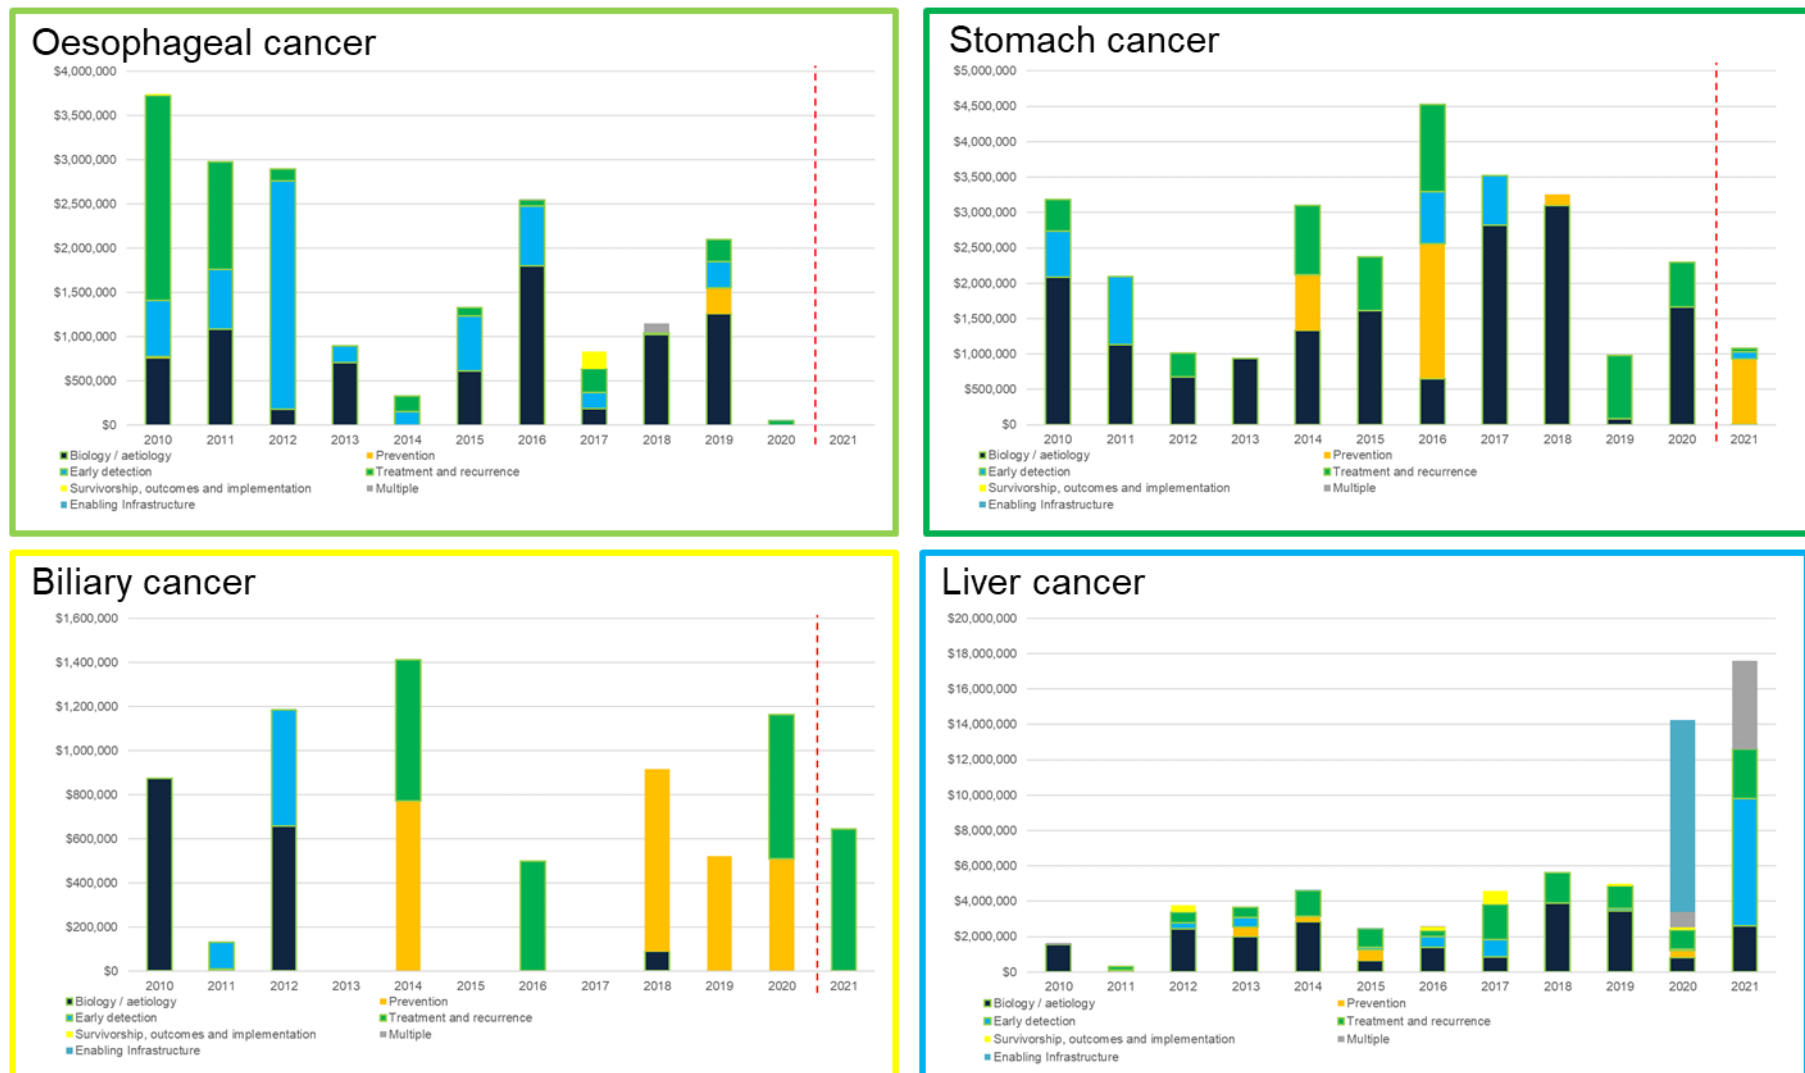 Oesophageal cancer
$4,000,000
$3,500,000
$3,000,000
$2,500,000
$2,000,000
$1,500,000
$1,000,000
$500,000
$0
2010 2011 2012 2013 2014 2015 2016 2017 2018 2019 2020 2021
Biology / aetiology Prevention
Early detection Treatment and recurrence
Survivorship, outcomes and implementation Multiple
Enabling Infrastructure
Stomach cancer
$5,000,000
$4,500,000
$4,000,000
$3,500,000
$3,000,000
$2,500,000
$2,000,000
$1,500,000
$1,000,000
$500,000
$0
2010 2011 2012 2013 2014 2015 2016 2017 2018 2019 2020 2021
Biology / aetiology Prevention
Early detection Treatment and recurrence
Survivorship, outcomes and implementation Multiple
Enabling Infrastructure
Biliary cancer
$1,600,000
$1,400,000
$1,200,000
$1,000,000
$800,000
$600,000
$400,000
$200,000
$0
2010 2011 2012 2013 2014 2015 2016 2017 2018 2019 2020 2021
Biology / aetiology Prevention
Early detection Treatment and recurrence
Survivorship, outcomes and implementation Multiple
Enabling Infrastructure
Liver cancer
$20,000,000
$18,000,000
$16,000,000
$14,000,000
$12,000,000
$10,000,000
$8,000,000
$6,000,000
$4,000,000
$2,000,000
$0
2010 2011 2012 2013 2014 2015 2016 2017 2018 2019 2020 2021
Biology / aetiology Prevention
Early detection Treatment and recurrence
Survivorship, outcomes and implementation Multiple
Enabling Infrastructure